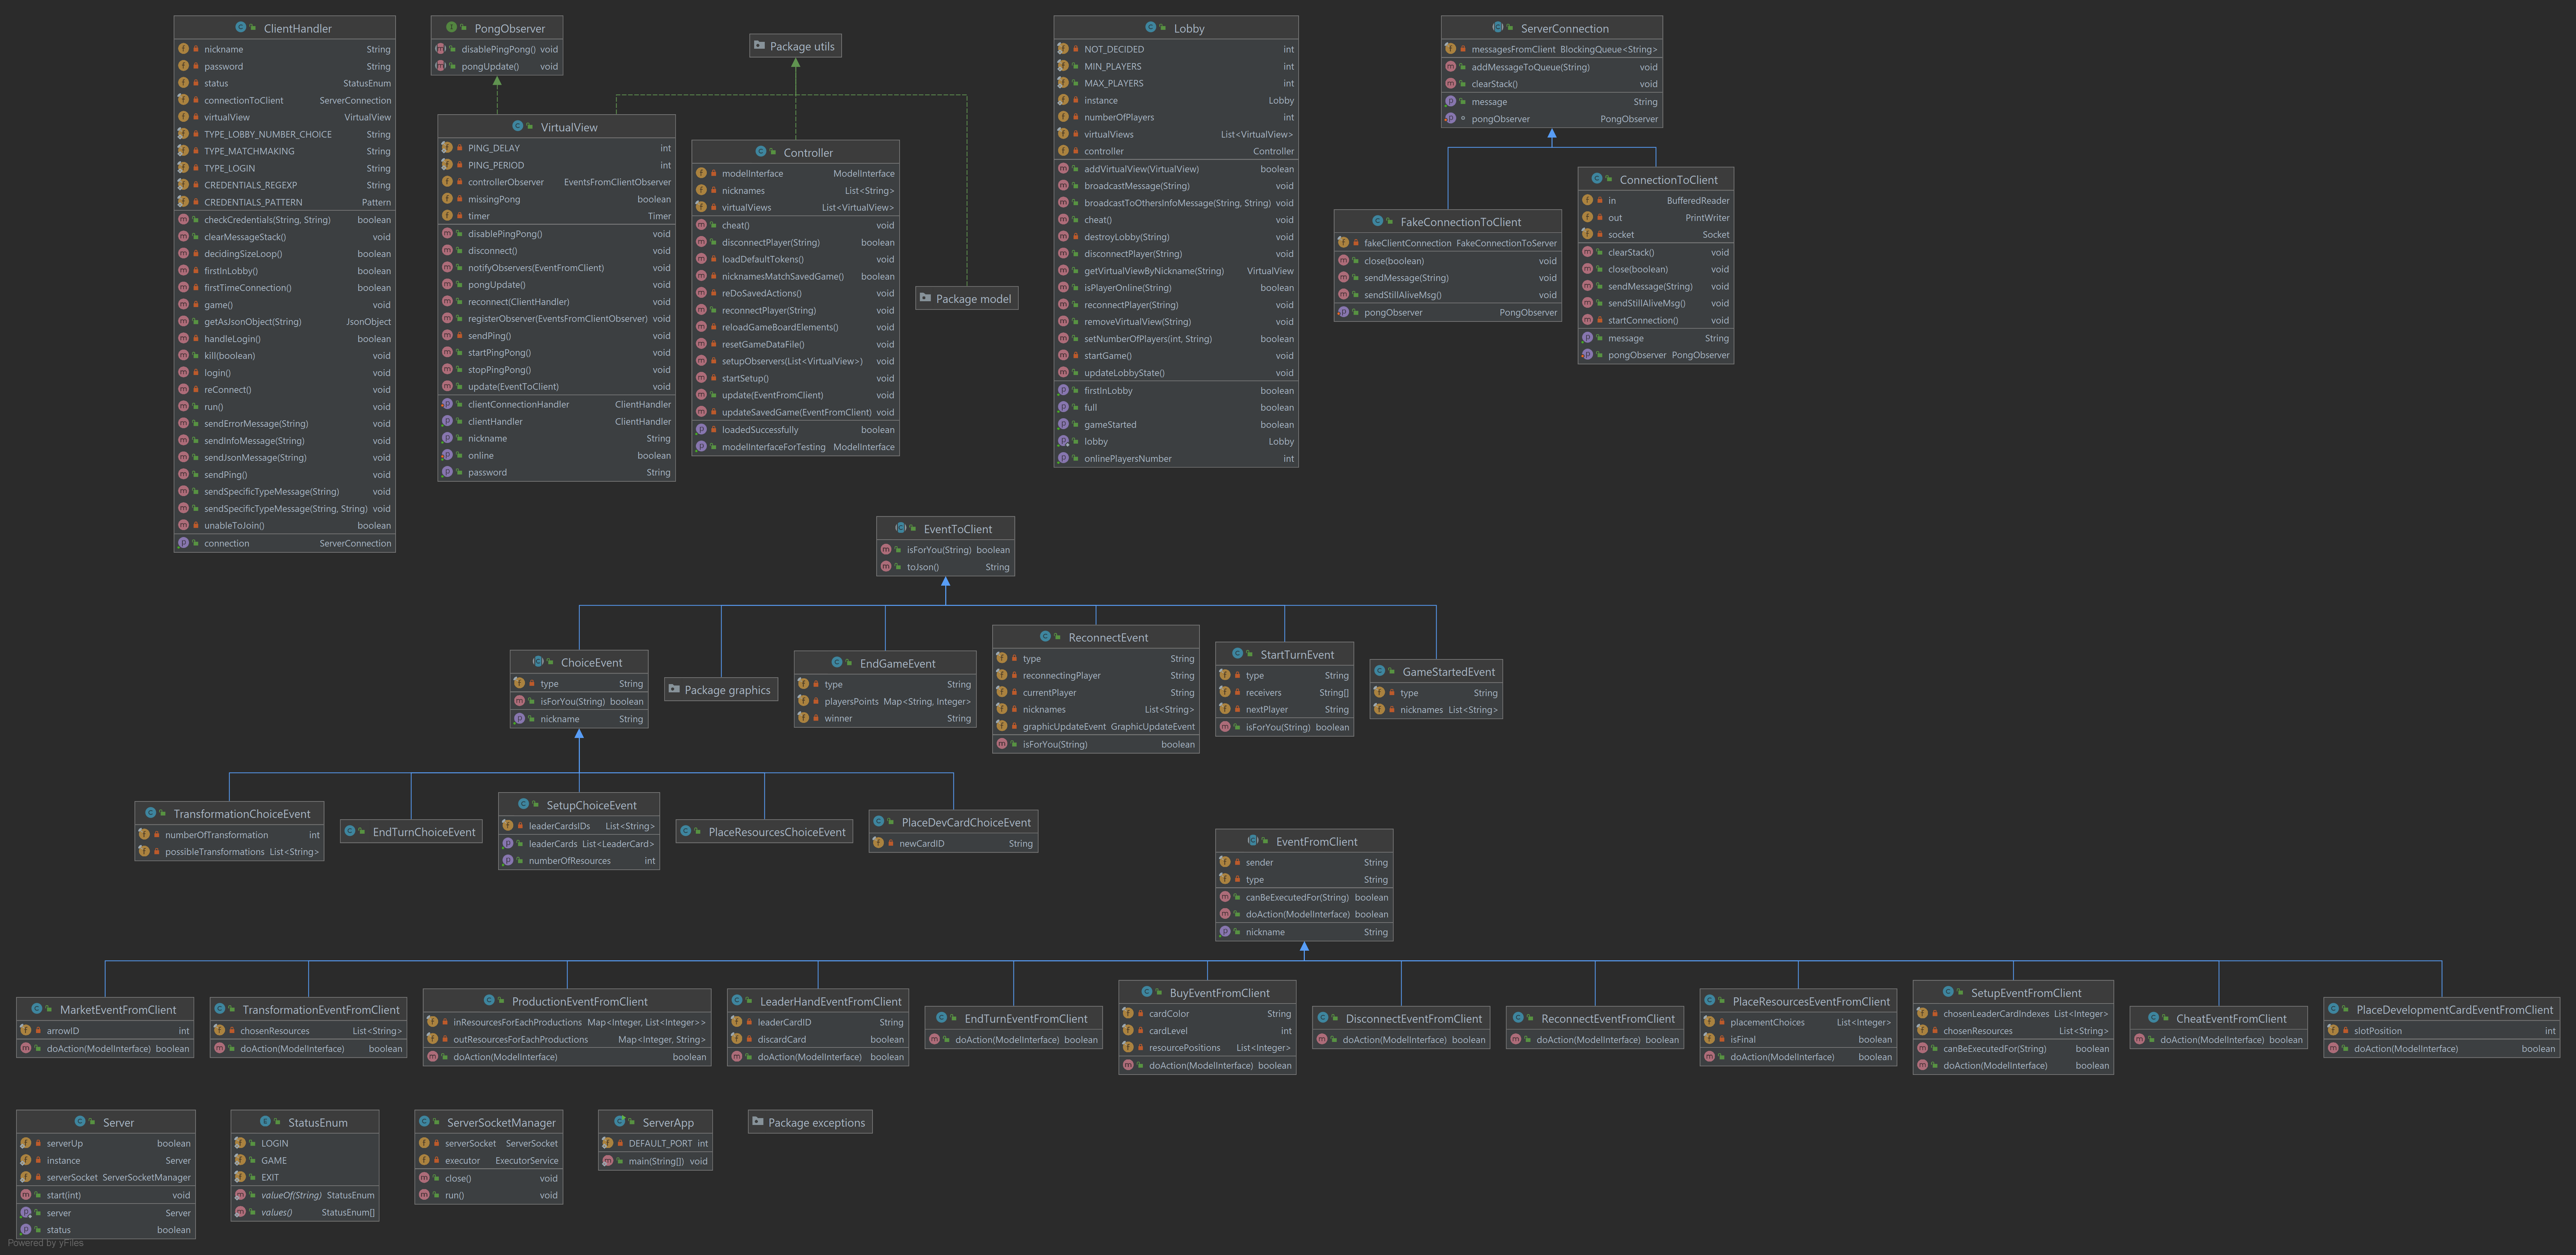 ClientHandler
nickname String
password String
status StatusEnum
connectionToClient ServerConnection
virtualView VirtualView
TYPE_LOBBY_NUMBER_CHOICE String
TYPE_MATCHMAKING String
TYPE_LOGIN String
CREDENTIALS_REGEXP String
CREDENTIALS_PATTERN Pattern
checkCredentials(String, String) boolean
clearMessageStack() void
decidingSizeLoop() boolean
firstInLobby() boolean
firstTimeConnection() boolean
game() void
getAsJsonObject(String) JsonObject
handleLogin() boolean
kill(boolean) void
login() void
reConnect() void
run() void
sendErrorMessage(String) void
sendInfoMessage(String) void
sendJsonMessage(String) void
sendPing() void
sendSpecificTypeMessage(String) void
sendSpecificTypeMessage(String, String) void
unableToJoin() boolean
connection ServerConnection
PongObserver
disablePingPong() void
pongUpdate() void
Package utils
VirtualView
PING_DELAY int
PING_PERIOD int
controllerObserver EventsFromClientObserver
missingPong boolean
timer Timer
disablePingPong() void
disconnect() void
notifyObservers(EventFromClient) void
pongUpdate() void
reconnect(ClientHandler) void
registerObserver(EventsFromClientObserver) void
sendPing() void
startPingPong() void
stopPingPong() void
update(EventToClient) void
clientConnectionHandler ClientHandler
clientHandler ClientHandler
nickname String
online boolean
password String
Controller
modelInterface ModelInterface
nicknames List<String>
virtualViews List<VirtualView>
cheat() void
disconnectPlayer(String) boolean
loadDefaultTokens() void
nicknamesMatchSavedGame() boolean
reDoSavedActions() void
reconnectPlayer(String) void
reloadGameBoardElements() void
resetGameDataFile() void
setupObservers(List<VirtualView>) void
startSetup() void
update(EventFromClient) void
updateSavedGame(EventFromClient) void
loadedSuccessfully boolean
modelInterfaceForTesting ModelInterface
Package model
Lobby
NOT_DECIDED int
MIN_PLAYERS int
MAX_PLAYERS int
instance Lobby
numberOfPlayers int
virtualViews List<VirtualView>
controller Controller
addVirtualView(VirtualView) boolean
broadcastMessage(String) void
broadcastToOthersInfoMessage(String, String) void
cheat() void
destroyLobby(String) void
disconnectPlayer(String) void
getVirtualViewByNickname(String) VirtualView
isPlayerOnline(String) boolean
reconnectPlayer(String) void
removeVirtualView(String) void
setNumberOfPlayers(int, String) boolean
startGame() void
updateLobbyState() void
firstInLobby boolean
full boolean
gameStarted boolean
lobby Lobby
onlinePlayersNumber int
ServerConnection
messagesFromClient BlockingQueue<String>
addMessageToQueue(String) void
clearStack() void
message String
pongObserver PongObserver
FakeConnectionToClient
fakeClientConnection FakeConnectionToServer
close(boolean) void
sendMessage(String) void
sendStillAliveMsg() void
pongObserver PongObserver
ConnectionToClient
in BufferedReader
out PrintWriter
socket Socket
clearStack() void
close(boolean) void
sendMessage(String) void
sendStillAliveMsg() void
startConnection() void
message String
pongObserver PongObserver
EventToClient
isForYou(String) boolean
toJson() String
ChoiceEvent
type String
isForYou(String) boolean
nickname String
Package graphics
EndGameEvent
type String
playersPoints Map<String, Integer>
winner String
ReconnectEvent
type String
reconnectingPlayer String
currentPlayer String
nicknames List<String>
graphicUpdateEvent GraphicUpdateEvent
isForYou(String) boolean
StartTurnEvent
type String
receivers String[]
nextPlayer String
isForYou(String) boolean
GameStartedEvent
type String
nicknames List<String>
TransformationChoiceEvent
numberOfTransformation int
possibleTransformations List<String>
EndTurnChoiceEvent
SetupChoiceEvent
leaderCardsIDs List<String>
leaderCards List<LeaderCard>
numberOfResources int
PlaceResourcesChoiceEvent
PlaceDevCardChoiceEvent
newCardID String
EventFromClient
sender String
type String
canBeExecutedFor(String) boolean
doAction(ModelInterface) boolean
nickname String
MarketEventFromClient
arrowID int
doAction(ModelInterface) boolean
TransformationEventFromClient
chosenResources List<String>
doAction(ModelInterface) boolean
ProductionEventFromClient
inResourcesForEachProductions Map<Integer, List<Integer>>
outResourcesForEachProductions Map<Integer, String>
doAction(ModelInterface) boolean
LeaderHandEventFromClient
leaderCardID String
discardCard boolean
doAction(ModelInterface) boolean
EndTurnEventFromClient
doAction(ModelInterface) boolean
BuyEventFromClient
cardColor String
cardLevel int
resourcePositions List<Integer>
doAction(ModelInterface) boolean
DisconnectEventFromClient
doAction(ModelInterface) boolean
ReconnectEventFromClient
doAction(ModelInterface) boolean
PlaceResourcesEventFromClient
placementChoices List<Integer>
isFinal boolean
doAction(ModelInterface) boolean
SetupEventFromClient
chosenLeaderCardIndexes List<Integer>
chosenResources List<String>
canBeExecutedFor(String) boolean
doAction(ModelInterface) boolean
CheatEventFromClient
doAction(ModelInterface) boolean
PlaceDevelopmentCardEventFromClient
slotPosition int
doAction(ModelInterface) boolean
Server
serverUp boolean
instance Server
serverSocket ServerSocketManager
start(int) void
server Server
status boolean
StatusEnum
LOGIN
GAME
EXIT
valueOf(String) StatusEnum
values() StatusEnum[]
ServerSocketManager
serverSocket ServerSocket
executor ExecutorService
close() void
run() void
ServerApp
DEFAULT_PORT int
main(String[]) void
Package exceptions
Powered by yFiles